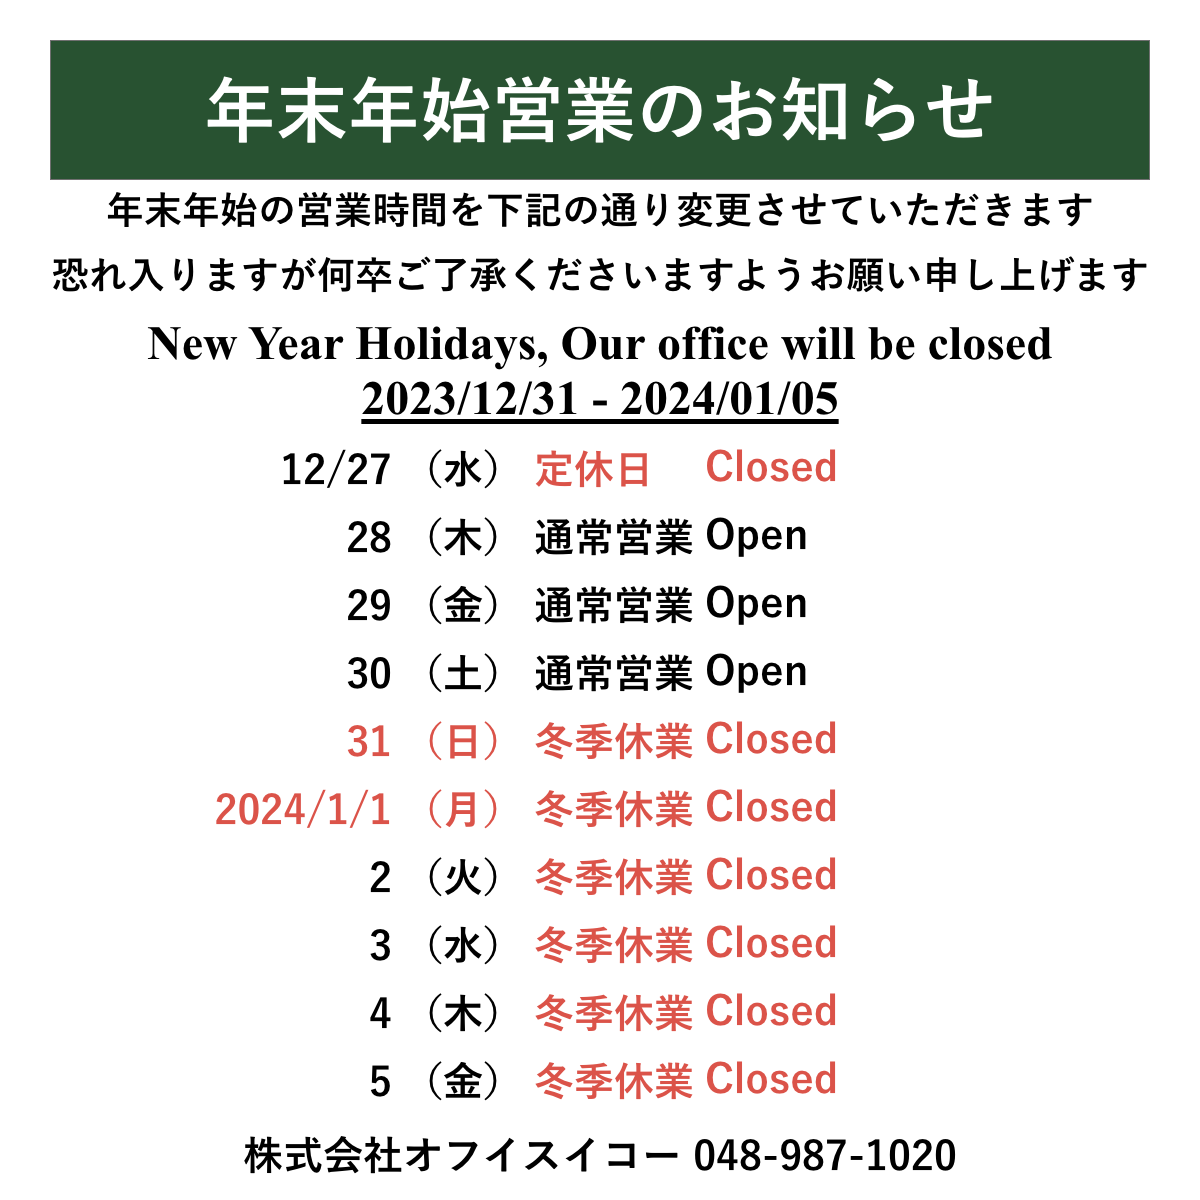 年末年始営業のお知らせ
年末年始の営業時間を下記の通り変更させていただきます
恐れ入りますが何卒ご了承くださいますようお願い申し上げます
New Year Holidays, Our office will be closed
2023/12/31 - 2024/01/05
12/27 （水） 定休日 Closed
28 （木） 通常営業 Open
29 （金） 通常営業 Open
30 （土） 通常営業 Open
31 （日） 冬季休業 Closed
2024/1/1 （月） 冬季休業 Closed
2 （火） 冬季休業 Closed
3 （水） 冬季休業 Closed
4 （木） 冬季休業 Closed
5 （金） 冬季休業 Closed
株式会社オフイスイコー 048-987-1020